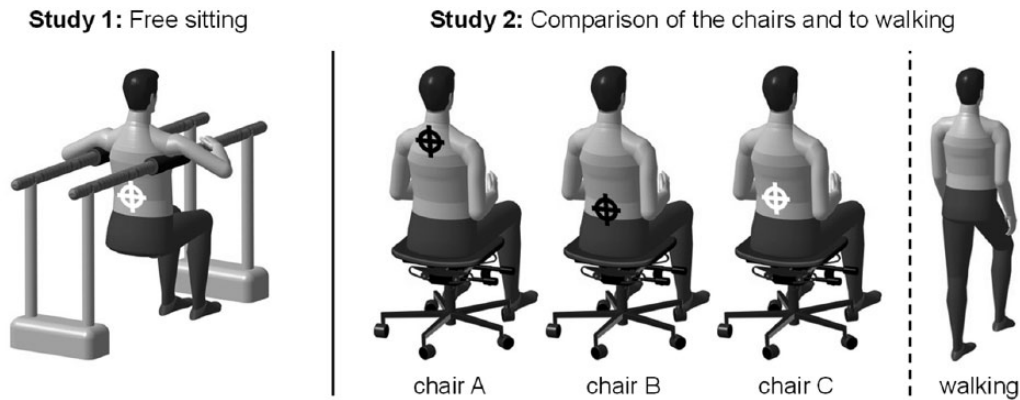 Study 1: Free sitting
Study 2: Comparison of the chairs and to walking
chair A
chair B
chair C
walking